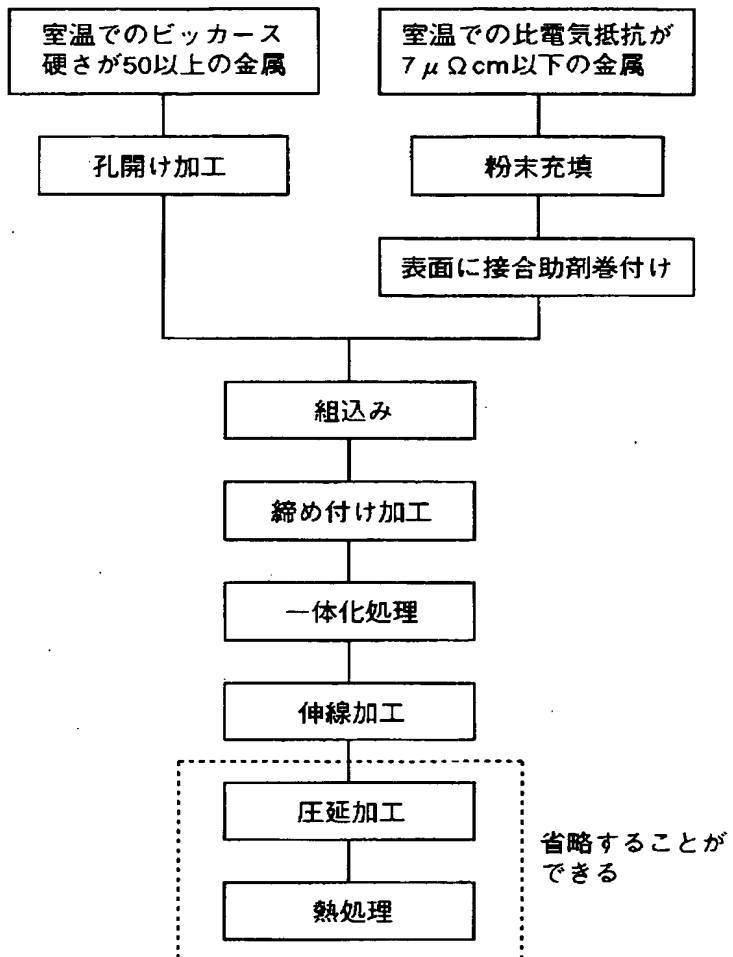 室温でのビッカース
硬さが50以上の金属
室温での比電気抵抗が
7μΩcm以下の金属
孔開け加工
粉末充填
表面に接合助剤巻付け
組込み
締め付け加工
一体化処理
伸線加工
圧延加工
熱処理
省略することが
できる